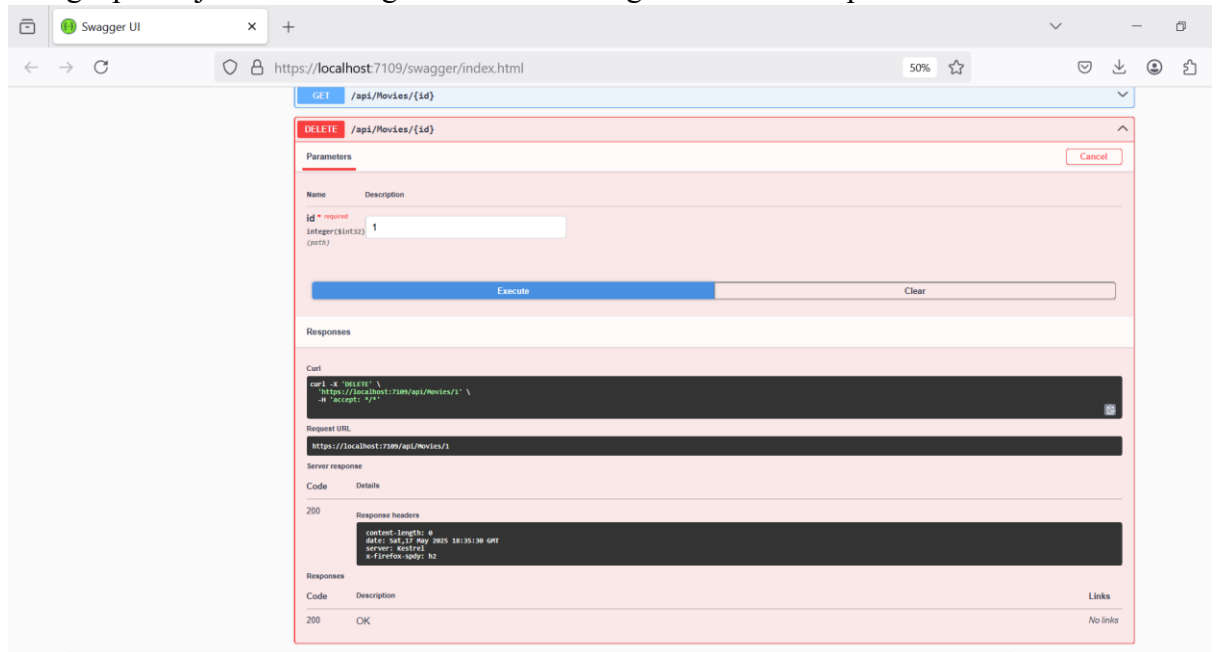 Swagger UI
https://localhost:7109/swagger/index.html
50%
GET /api/Movies/{id}
DELETE /api/Movies/{id}
Parameters
Cancel
Name Description
id * required
integer($int32)
(path)
1
Execute Clear
Responses
Curl
curl -X 'DELETE' \
'https://localhost:7109/api/Movies/1' \
-H 'accept: */*'
Request URL
https://localhost:7109/api/Movies/1
Server response
Code Details
200
Response headers
content-length: 0
date: Sat,17 May 2025 18:35:30 GMT
server: Kestrel
x-firefox-spdy: h2
Responses
Code Description Links
200 OK No links